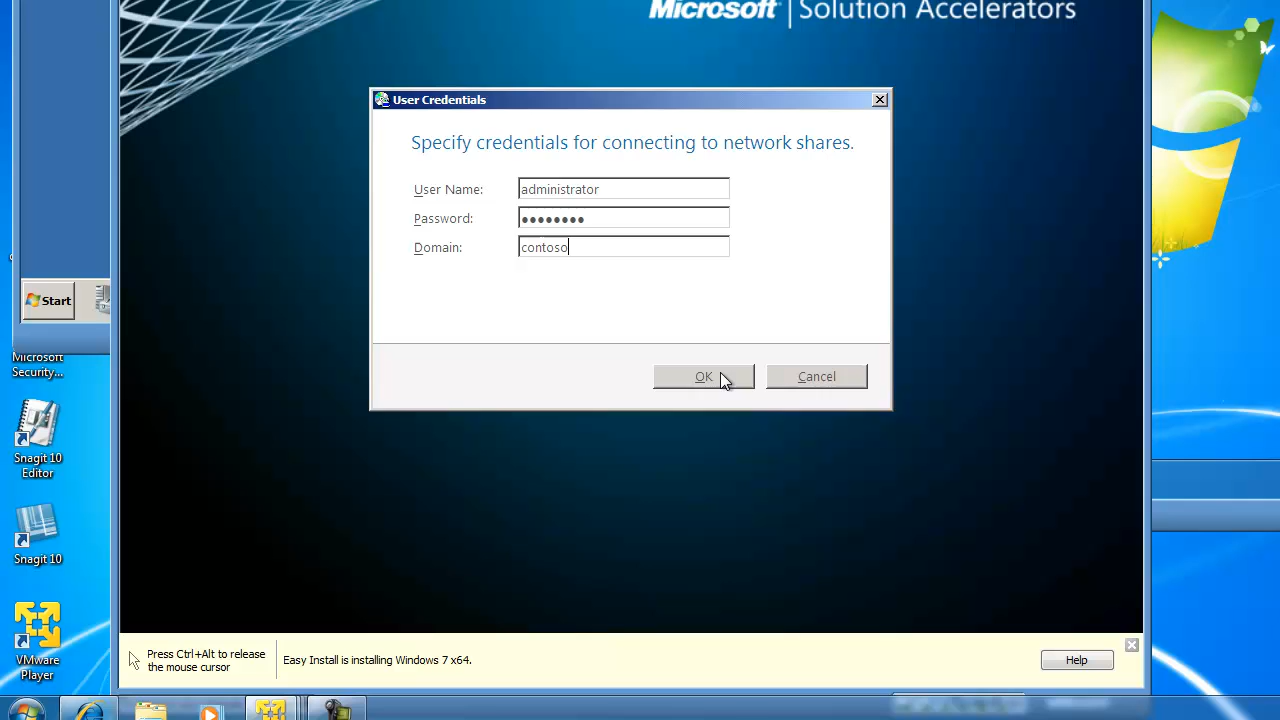 Microsoft | Solution Accelerators
User Credentials
Specify credentials for connecting to network shares.
User Name: administrator
Password: ●●●●●●●●
Domain: contoso
OK Cancel
Start
Microsoft
Security...
Snagit 10
Editor
Snagit 10
VMware
Player
Press Ctrl+Alt to release
the mouse cursor
Easy Install is installing Windows 7 x64.
Help